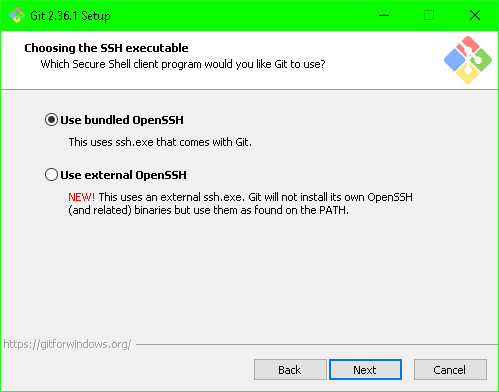 Git 2.36.1 Setup
Choosing the SSH executable
Which Secure Shell client program would you like Git to use?
Use bundled OpenSSH
This uses ssh.exe that comes with Git.
Use external OpenSSH
NEW! This uses an external ssh.exe. Git will not install its own OpenSSH
(and related) binaries but use them as found on the PATH.
https://gitforwindows.org/
Back
Next
Cancel